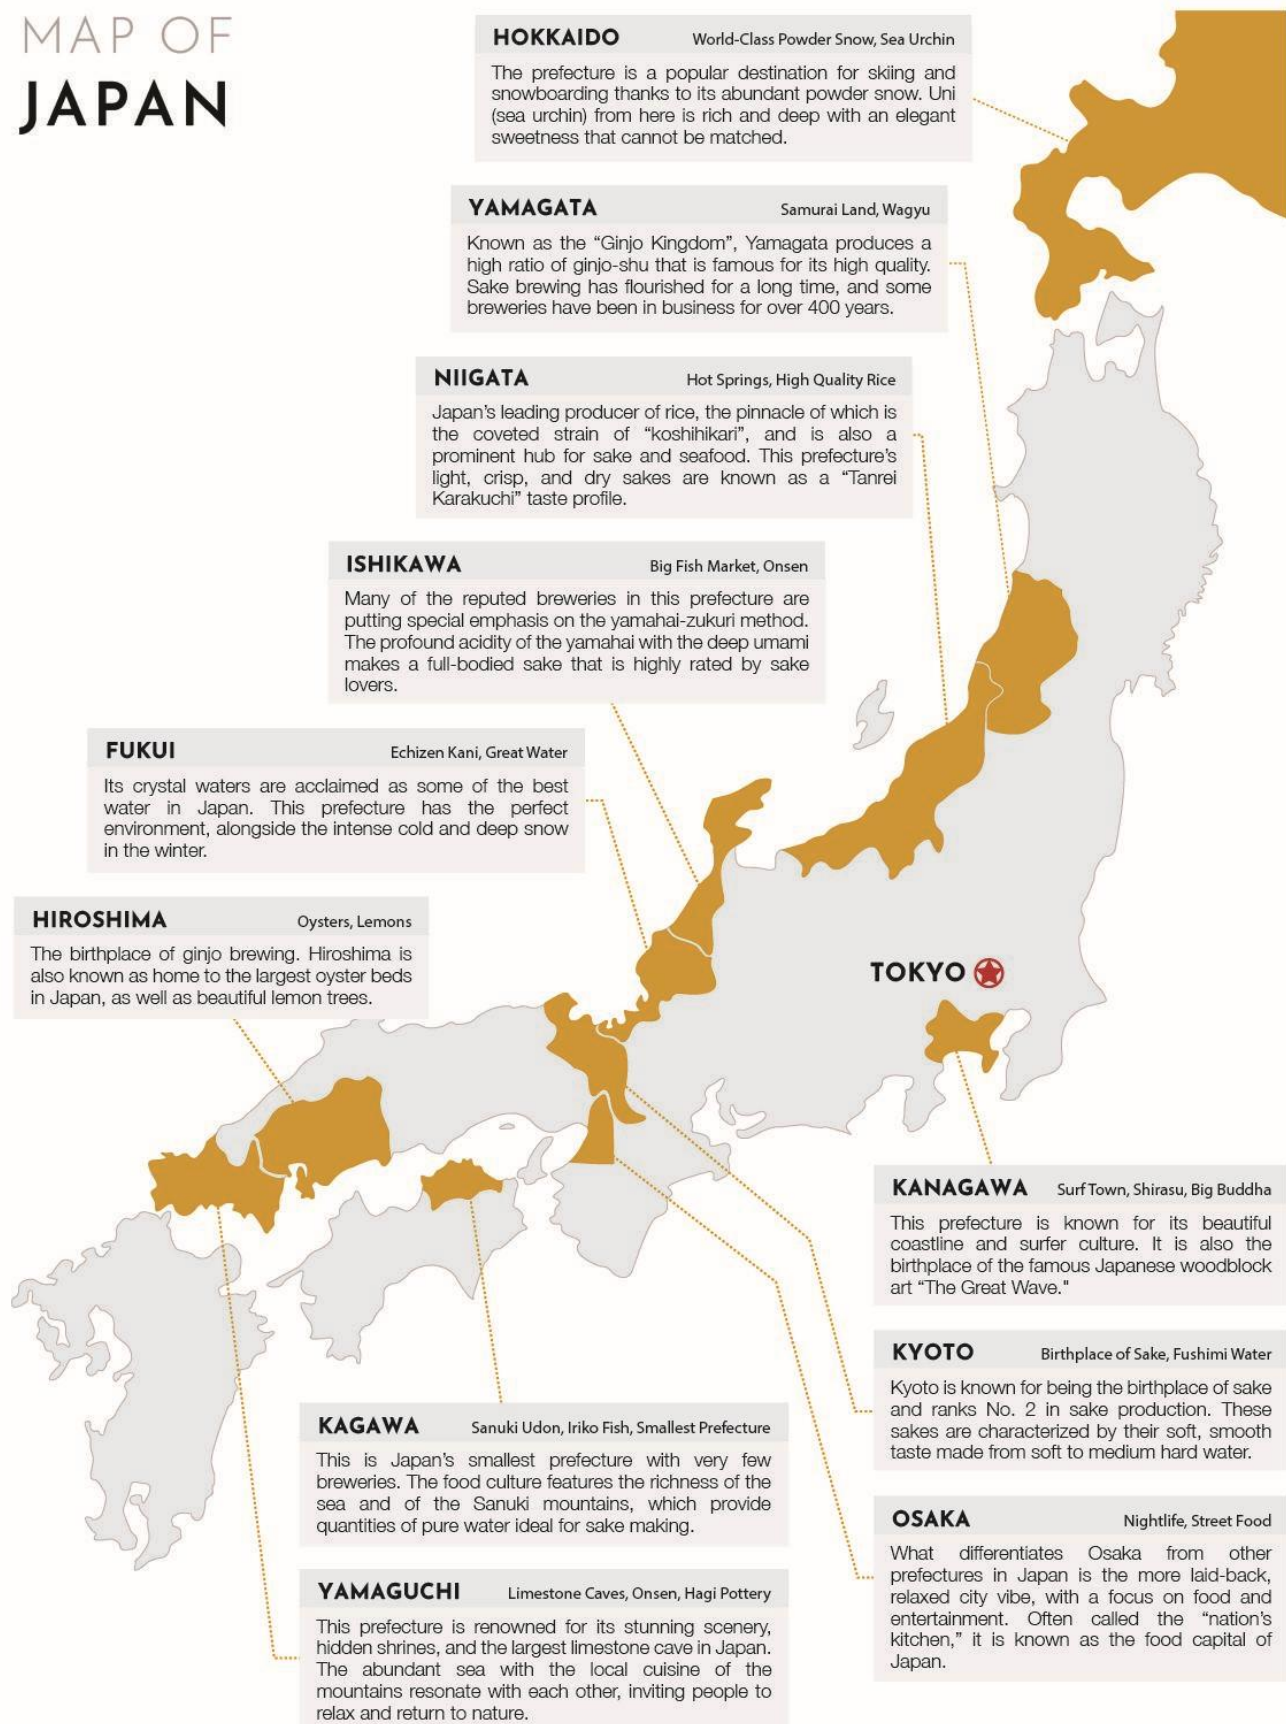 MAP OF
JAPAN
HOKKAIDO World-Class Powder Snow, Sea Urchin
The prefecture is a popular destination for skiing and
snowboarding thanks to its abundant powder snow. Uni
(sea urchin) from here is rich and deep with an elegant
sweetness that cannot be matched.
YAMAGATA Samurai Land, Wagyu
Known as the “Ginjo Kingdom”, Yamagata produces a
high ratio of ginjo-shu that is famous for its high quality.
Sake brewing has flourished for a long time, and some
breweries have been in business for over 400 years.
NIIGATA Hot Springs, High Quality Rice
Japan’s leading producer of rice, the pinnacle of which is
the coveted strain of “koshihikari”, and is also a
prominent hub for sake and seafood. This prefecture’s
light, crisp, and dry sakes are known as a “Tanrei
Karakuchi” taste profile.
ISHIKAWA Big Fish Market, Onsen
Many of the reputed breweries in this prefecture are
putting special emphasis on the yamahai-zukuri method.
The profound acidity of the yamahai with the deep umami
makes a full-bodied sake that is highly rated by sake
lovers.
FUKUI Echizen Kani, Great Water
Its crystal waters are acclaimed as some of the best
water in Japan. This prefecture has the perfect
environment, alongside the intense cold and deep snow
in the winter.
HIROSHIMA Oysters, Lemons
The birthplace of ginjo brewing. Hiroshima is
also known as home to the largest oyster beds
in Japan, as well as beautiful lemon trees.
TOKYO
KANAGAWA Surf Town, Shirasu, Big Buddha
This prefecture is known for its beautiful
coastline and surfer culture. It is also the
birthplace of the famous Japanese woodblock
art “The Great Wave."
KYOTO Birthplace of Sake, Fushimi Water
Kyoto is known for being the birthplace of sake
and ranks No. 2 in sake production. These
sakes are characterized by their soft, smooth
taste made from soft to medium hard water.
KAGAWA Sanuki Udon, Iriko Fish, Smallest Prefecture
This is Japan’s smallest prefecture with very few
breweries. The food culture features the richness of the
sea and of the Sanuki mountains, which provide
quantities of pure water ideal for sake making.
OSAKA Nightlife, Street Food
What differentiates Osaka from other
prefectures in Japan is the more laid-back,
relaxed city vibe, with a focus on food and
entertainment. Often called the “nation’s
kitchen,” it is known as the food capital of
Japan.
YAMAGUCHI Limestone Caves, Onsen, Hagi Pottery
This prefecture is renowned for its stunning scenery,
hidden shrines, and the largest limestone cave in Japan.
The abundant sea with the local cuisine of the
mountains resonate with each other, inviting people to
relax and return to nature.